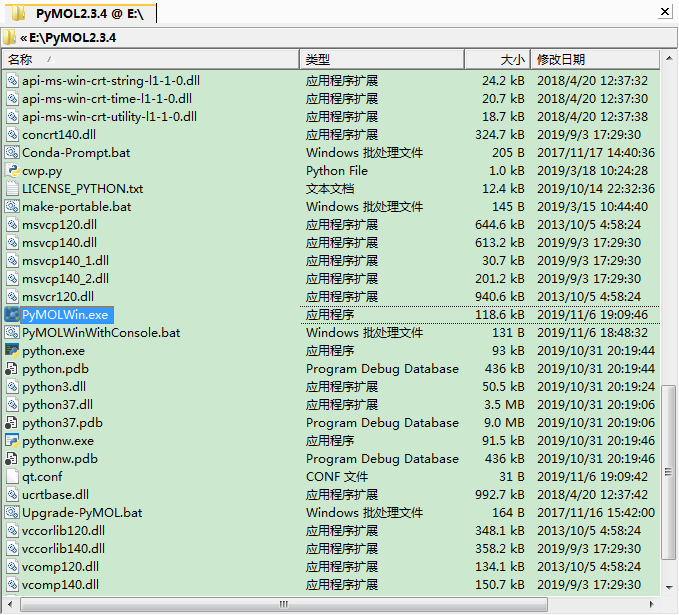 PyMOL2.3.4 @ E:\
«E:\PyMOL2.3.4
名称 类型 大小 修改日期
api-ms-win-crt-string-l1-1-0.dll 应用程序扩展 24.2 kB 2018/4/20 12:37:32
api-ms-win-crt-time-l1-1-0.dll 应用程序扩展 20.7 kB 2018/4/20 12:37:30
api-ms-win-crt-utility-l1-1-0.dll 应用程序扩展 18.7 kB 2018/4/20 12:37:38
concrt140.dll 应用程序扩展 324.7 kB 2019/9/3 17:29:30
Conda-Prompt.bat Windows 批处理文件 205 B 2017/11/17 14:40:36
cwp.py Python File 1.0 kB 2019/3/18 10:24:28
LICENSE_PYTHON.txt 文本文档 12.4 kB 2019/10/14 22:32:36
make-portable.bat Windows 批处理文件 145 B 2019/3/15 10:44:40
msvcp120.dll 应用程序扩展 644.6 kB 2013/10/5 4:58:24
msvcp140.dll 应用程序扩展 613.2 kB 2019/9/3 17:29:30
msvcp140_1.dll 应用程序扩展 30.7 kB 2019/9/3 17:29:30
msvcp140_2.dll 应用程序扩展 201.2 kB 2019/9/3 17:29:30
msvcr120.dll 应用程序扩展 940.6 kB 2013/10/5 4:58:24
PyMOLWin.exe 应用程序 118.6 kB 2019/11/6 19:09:46
PyMOLWinWithConsole.bat Windows 批处理文件 131 B 2019/11/6 18:48:32
python.exe 应用程序 93 kB 2019/10/31 20:19:44
python.pdb Program Debug Database 436 kB 2019/10/31 20:19:44
python3.dll 应用程序扩展 50.5 kB 2019/10/31 20:19:24
python37.dll 应用程序扩展 3.5 MB 2019/10/31 20:19:06
python37.pdb Program Debug Database 9.0 MB 2019/10/31 20:19:06
pythonw.exe 应用程序 91.5 kB 2019/10/31 20:19:46
pythonw.pdb Program Debug Database 436 kB 2019/10/31 20:19:46
qt.conf CONF 文件 31 B 2019/11/6 19:09:42
ucrtbase.dll 应用程序扩展 992.7 kB 2018/4/20 12:37:42
Upgrade-PyMOL.bat Windows 批处理文件 164 B 2017/11/16 15:42:00
vccorlib120.dll 应用程序扩展 348.1 kB 2013/10/5 4:58:24
vccorlib140.dll 应用程序扩展 358.2 kB 2019/9/3 17:29:30
vcomp120.dll 应用程序扩展 134.1 kB 2013/10/5 4:58:24
vcomp140.dll 应用程序扩展 150.7 kB 2019/9/3 17:29:30